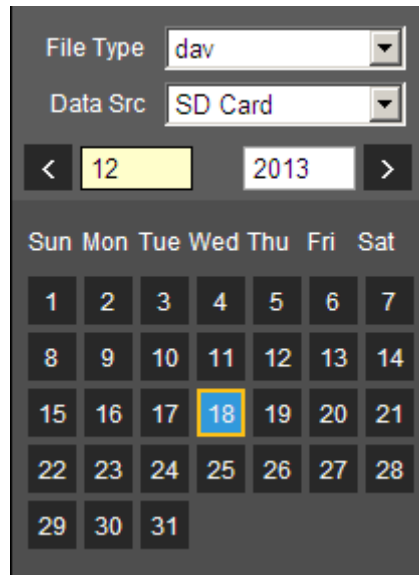 File Type dav
Data Src SD Card
< 12 2013 >
Sun Mon Tue Wed Thu Fri Sat
1 2 3 4 5 6 7
8 9 10 11 12 13 14
15 16 17 18 19 20 21
22 23 24 25 26 27 28
29 30 31